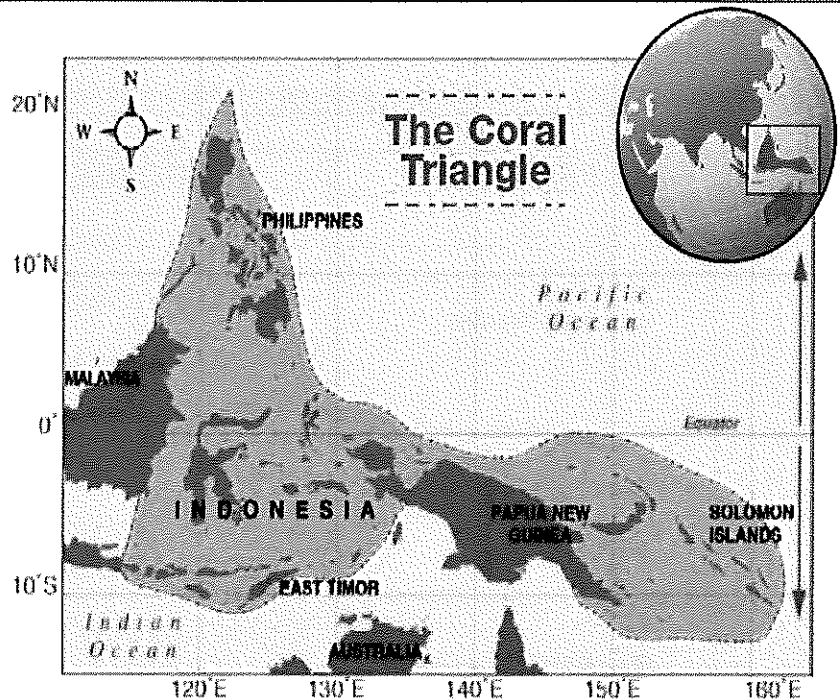 20°N
N
W E
S
The Coral
Triangle
PHILIPPINES
10°N
Pacific
Ocean
MALAYSIA
0°
Equator
INDONESIA
PAPUA NEW
GUINEA
SOLOMON
ISLANDS
10°S
EAST TIMOR
Indian
Ocean
AUSTRALIA
120°E 130°E 140°E 150°E 160°E